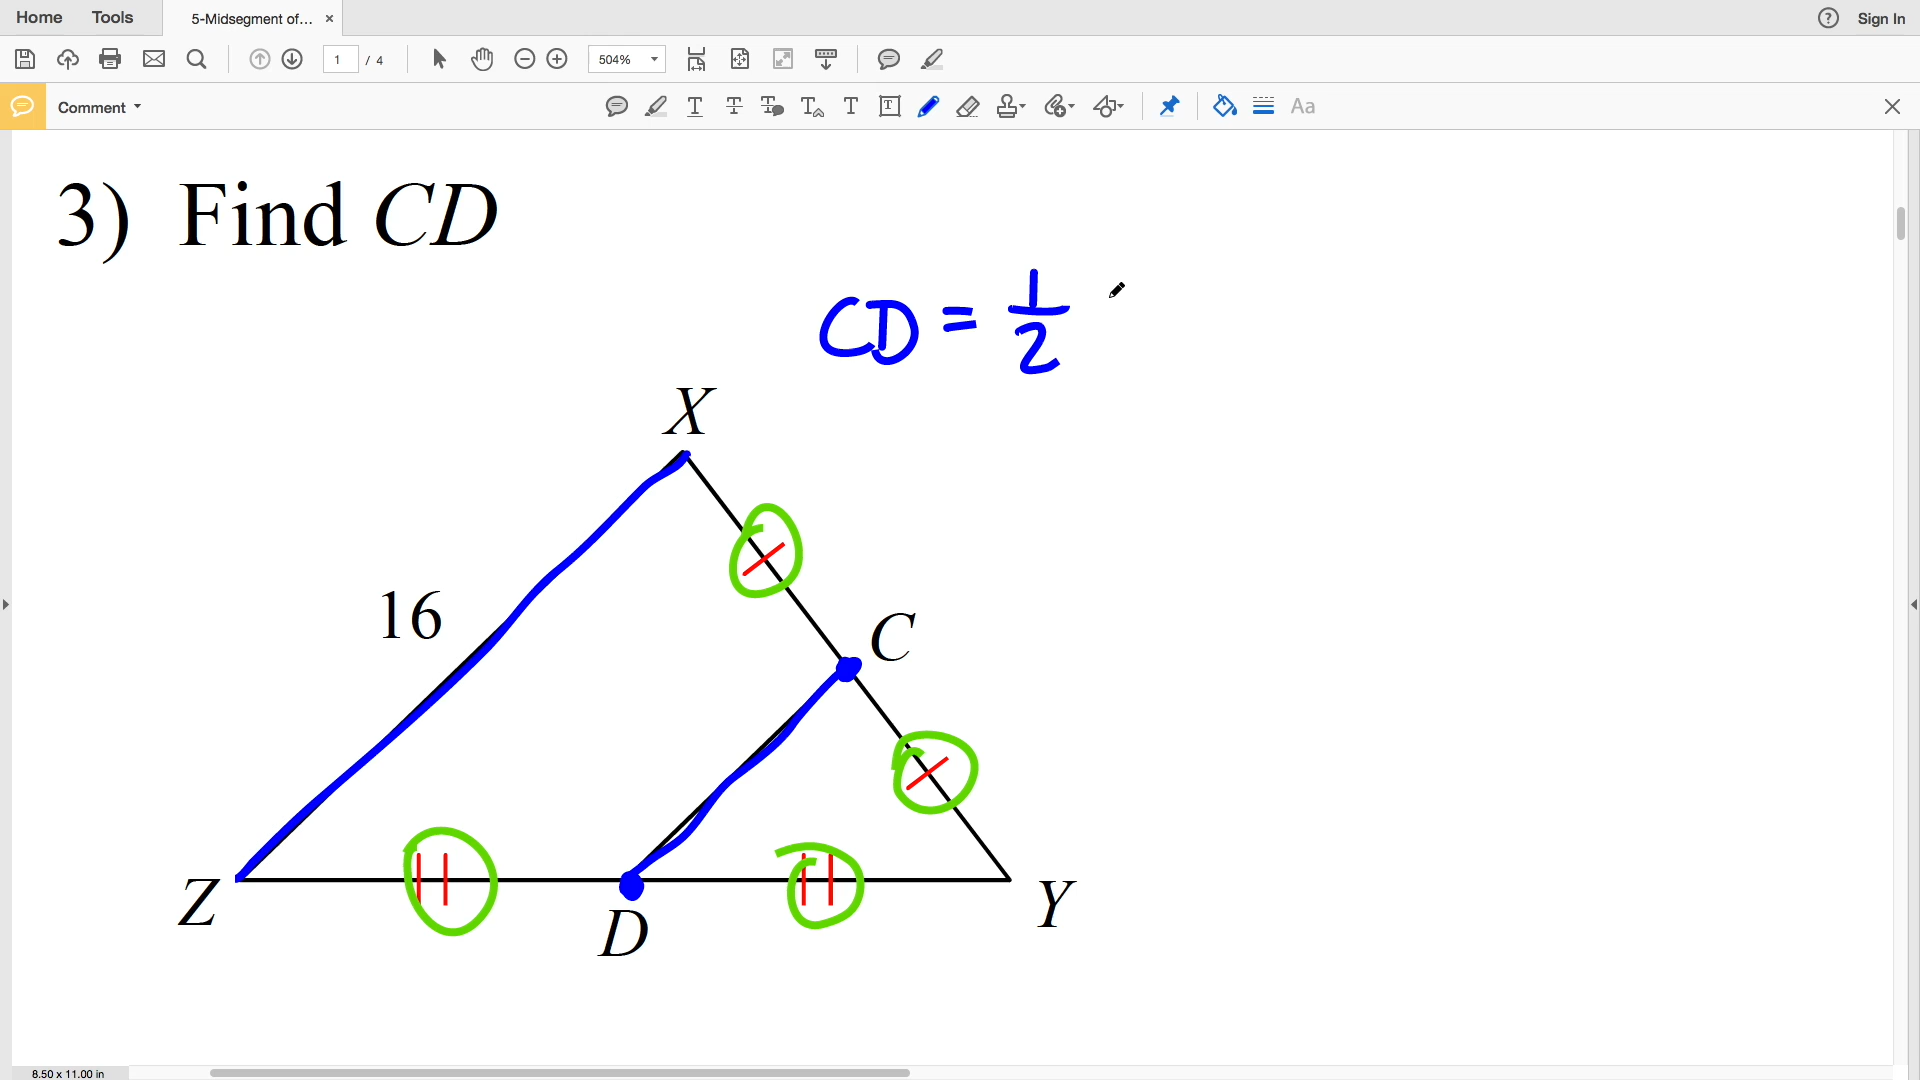 Home Tools 5-Midsegment of... × ? Sign In
1 / 4 504%
Comment T T T T T T Aa
3) Find CD
CD = 1/2
X
16
C
Z
D
Y
8.50 x 11.00 in